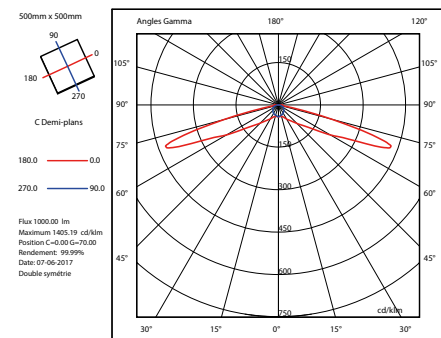 500mm x 500mm
90
0
180
270
C Demi-plans
180.0 0.0
270.0 90.0
Flux 1000.00 lm
Maximum 1405.19 cd/klm
Position C=0.00 G=70.00
Rendement: 99.99%
Date: 07-06-2017
Double symétrie
Angles Gamma 180° 120°
150
105° 105°
90° 90°
75° 150 75°
60° 300 60°
45° 450 45°
600
cd/klm
750
30° 15° 0° 15° 30°